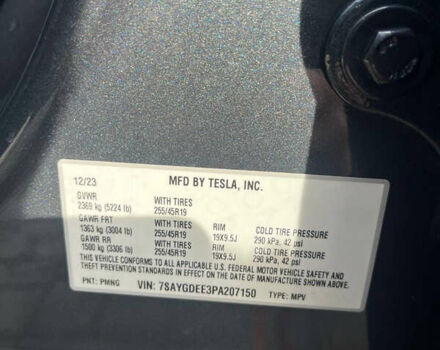 12/23 MFD BY TESLA, INC.
GVWR WITH TIRES
2369 kg (5224 lb) 255/45R19
GAWR FRT WITH TIRES RIM COLD TIRE PRESSURE
1363 kg (3004 lb) 255/45R19 19X9.5J 290 kPa, 42 psi
GAWR RR WITH TIRES RIM COLD TIRE PRESSURE
1500 kg (3306 lb) 255/45R19 19X9.5J 290 kPa, 42 psi
THIS VEHICLE CONFORMS TO ALL APPLICABLE U.S. FEDERAL MOTOR VEHICLE SAFETY AND
THEFT PREVENTION STANDARDS IN EFFECT ON THE DATE OF MANUFACTURE SHOWN ABOVE.
PNT: PMNG VIN: 7SAYGDEE3PA207150 TYPE: MPV